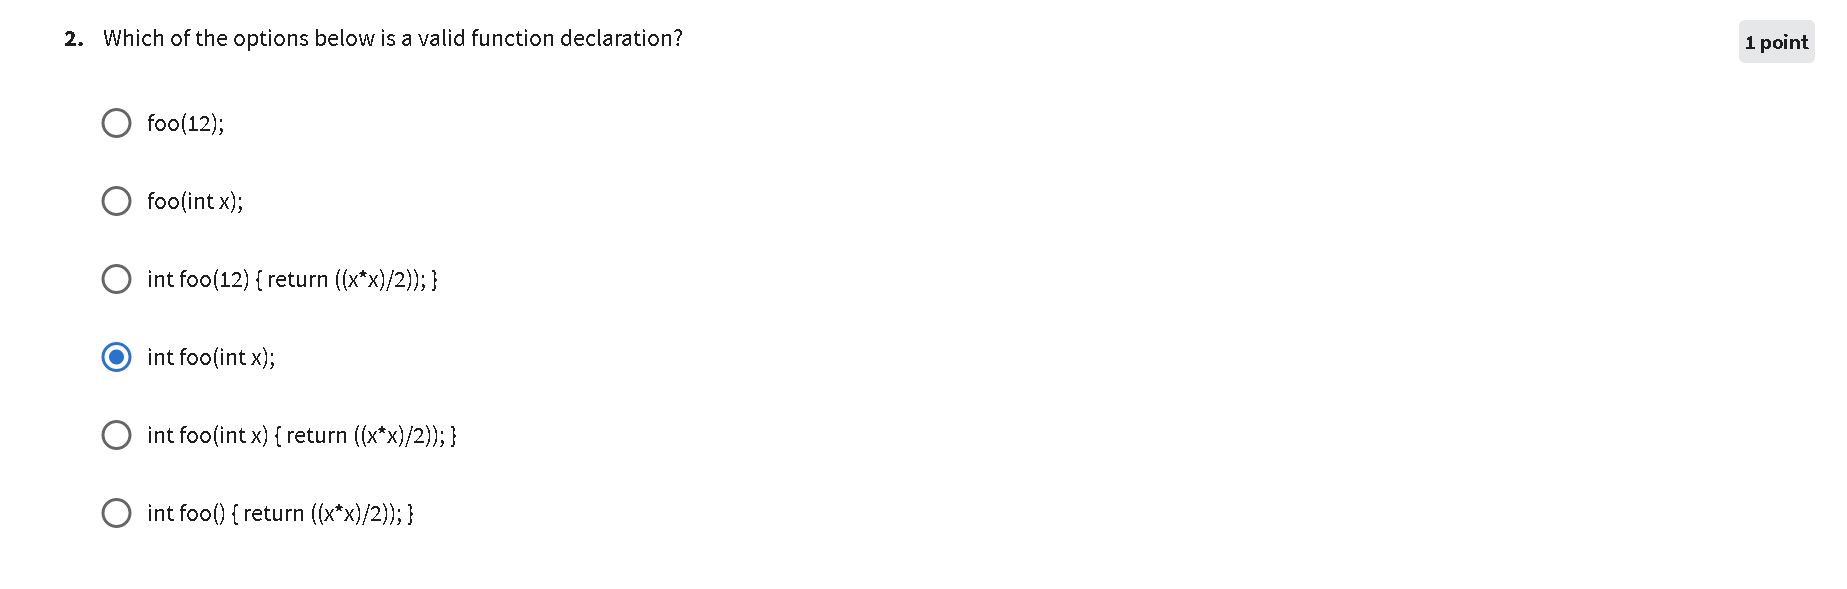 2. Which of the options below is a valid function declaration?
1 point
foo(12);
foo(int x);
int foo(12) { return ((x*x)/2)); }
int foo(int x);
int foo(int x) { return ((x*x)/2)); }
int foo() { return ((x*x)/2)); }